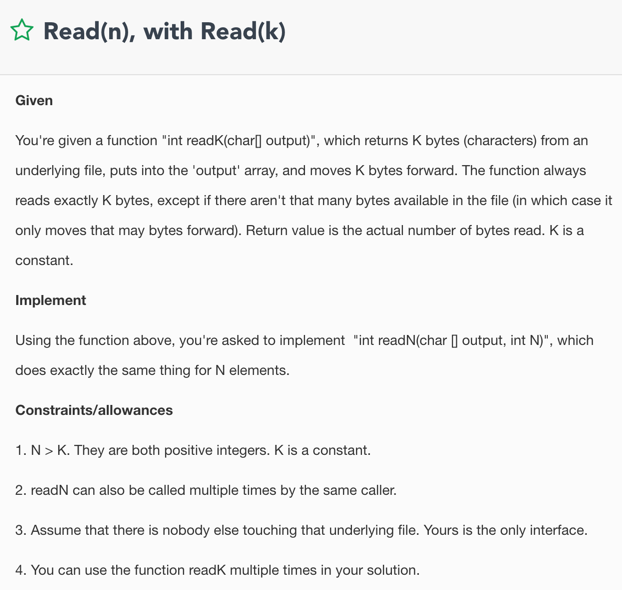 Read(n), with Read(k)
Given
You're given a function "int readK(char[] output)", which returns K bytes (characters) from an
underlying file, puts into the 'output' array, and moves K bytes forward. The function always
reads exactly K bytes, except if there aren't that many bytes available in the file (in which case it
only moves that may bytes forward). Return value is the actual number of bytes read. K is a
constant.
Implement
Using the function above, you're asked to implement  "int readN(char [] output, int N)", which
does exactly the same thing for N elements.
Constraints/allowances
1. N > K. They are both positive integers. K is a constant.
2. readN can also be called multiple times by the same caller.
3. Assume that there is nobody else touching that underlying file. Yours is the only interface.
4. You can use the function readK multiple times in your solution.